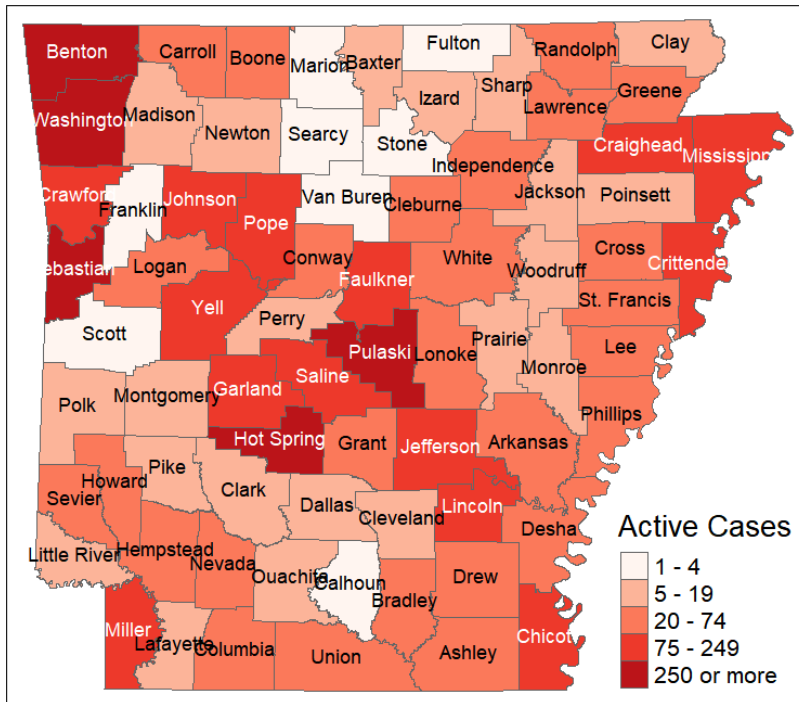 Benton
Carroll
Boone
Marion
Baxter
Fulton
Randolph
Clay
Sharp
Izard
Greene
Lawrence
Washington
Madison
Newton
Searcy
Stone
Independence
Craighead
Mississipp
Crawfor
Franklin
Johnson
Pope
Van Buren
Cleburne
Jackson
Poinsett
Cross
Crittende
ebastian
Logan
Conway
Faulkner
White
Woodruff
St. Francis
Yell
Perry
Scott
Pulaski
Lonoke
Prairie
Monroe
Lee
Saline
Garland
Phillips
Polk
Montgomery
Hot Spring
Grant
Jefferson
Arkansas
Pike
Howard
Sevier
Clark
Dallas
Cleveland
Lincoln
Desha
Little River
Hempstead
Nevada
Ouachita
Calhoun
Bradley
Drew
Miller
Lafayette
Columbia
Union
Ashley
Chicot
Active Cases
1 - 4
5 - 19
20 - 74
75 - 249
250 or more